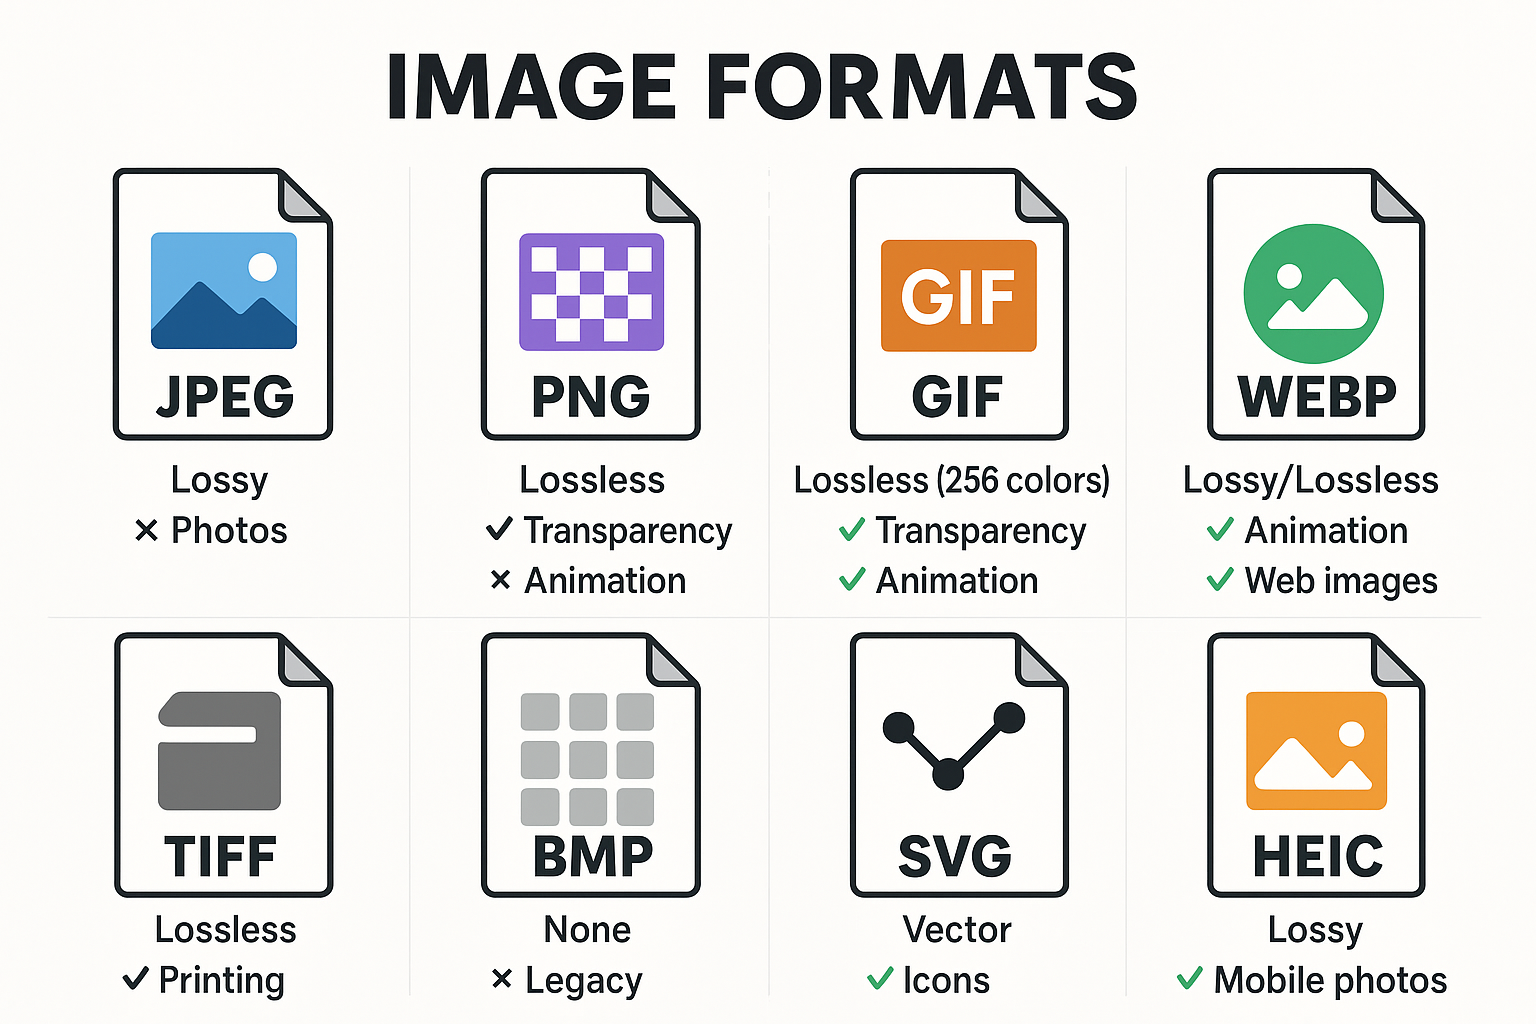 IMAGE FORMATS
JPEG
Lossy
✕ Photos
PNG
Lossless
✓ Transparency
✕ Animation
GIF
GIF
Lossless (256 colors)
✓ Transparency
✓ Animation
WEBP
Lossy/Lossless
✓ Animation
✓ Web images
TIFF
Lossless
✓ Printing
BMP
None
✕ Legacy
SVG
Vector
✓ Icons
HEIC
Lossy
✓ Mobile photos